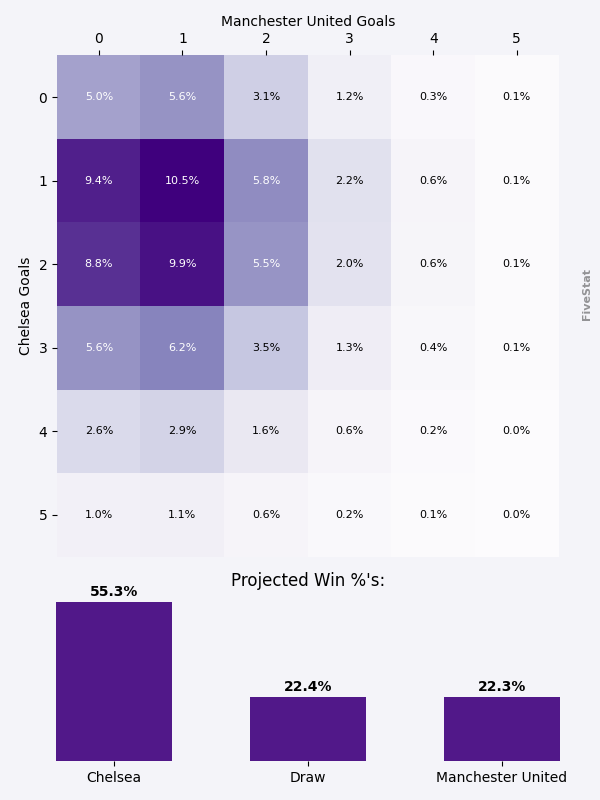 Manchester United Goals
0 1 2 3 4 5
0 5.0% 5.6% 3.1% 1.2% 0.3% 0.1%
1 9.4% 10.5% 5.8% 2.2% 0.6% 0.1%
2 8.8% 9.9% 5.5% 2.0% 0.6% 0.1%
3 5.6% 6.2% 3.5% 1.3% 0.4% 0.1%
4 2.6% 2.9% 1.6% 0.6% 0.2% 0.0%
5 1.0% 1.1% 0.6% 0.2% 0.1% 0.0%
Chelsea Goals
FiveStat
Projected Win %'s:
55.3% 22.4% 22.3%
Chelsea Draw Manchester United